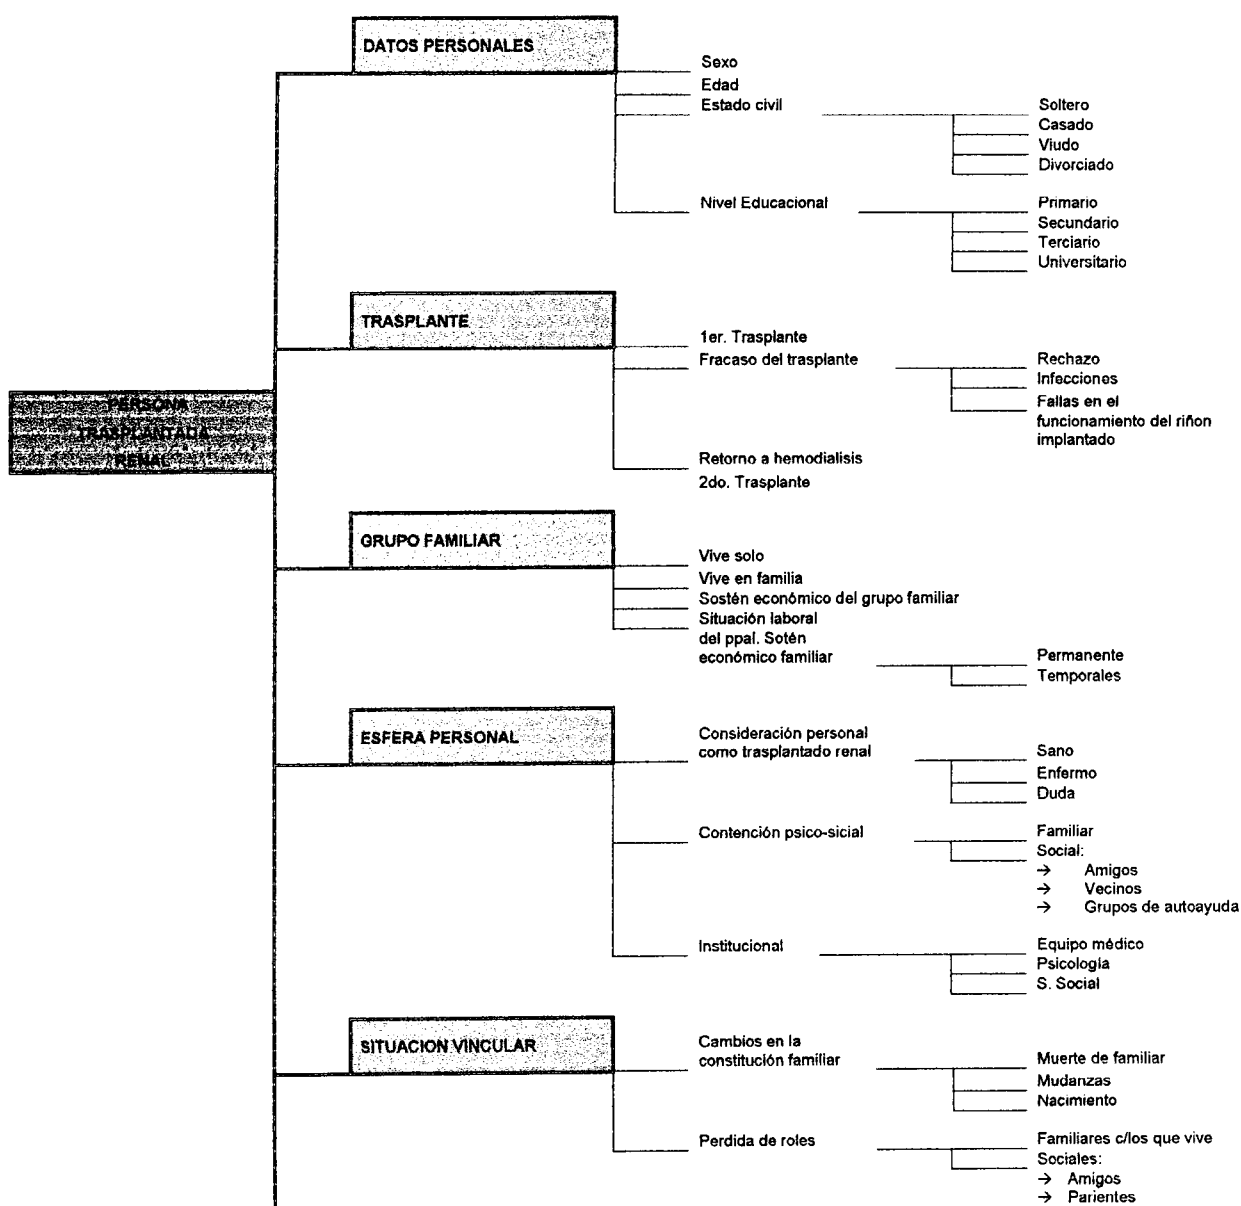 DATOS PERSONALES
Sexo
Edad
Estado civil
Soltero
Casado
Viudo
Divorciado
Nivel Educacional
Primario
Secundario
Terciario
Universitario
TRASPLANTE
1er. Trasplante
Fracaso del trasplante
Rechazo
Infecciones
Fallas en el
funcionamiento del riñon
implantado
Retorno a hemodialisis
2do. Trasplante
PERSONA
TRASPLANTADA
RENAL
GRUPO FAMILIAR
Vive solo
Vive en familia
Sostén económico del grupo familiar
Situación laboral
del ppal. Sotén
económico familiar
Permanente
Temporales
ESFERA PERSONAL
Consideración personal
como trasplantado renal
Sano
Enfermo
Duda
Contención psico-sicial
Familiar
Social:
→ Amigos
→ Vecinos
→ Grupos de autoayuda
Institucional
Equipo médico
Psicología
S. Social
SITUACION VINCULAR
Cambios en la
constitución familiar
Muerte de familiar
Mudanzas
Nacimiento
Perdida de roles
Familiares c/los que vive
Sociales:
→ Amigos
→ Parientes